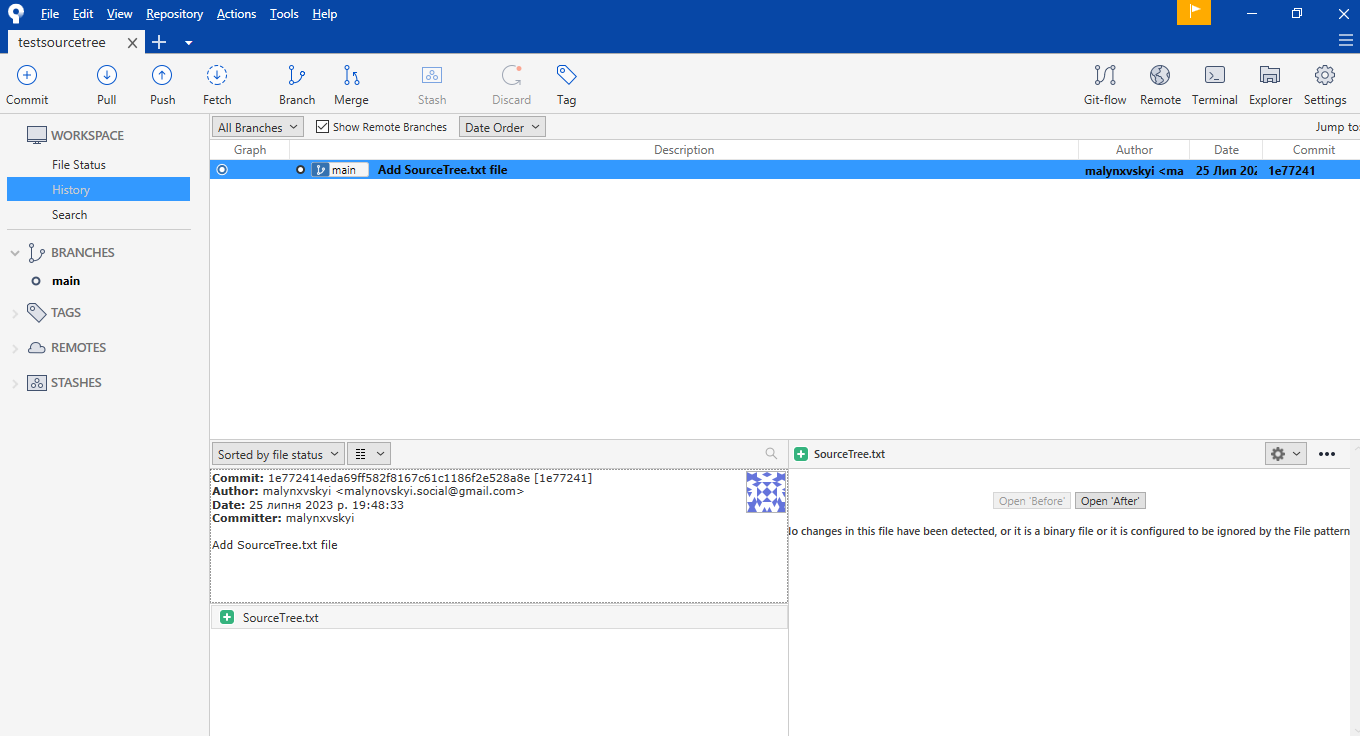 File Edit View Repository Actions Tools Help
testsourcetree
Commit Pull Push Fetch Branch Merge Stash Discard Tag Git-flow Remote Terminal Explorer Settings
WORKSPACE
File Status
History
Search
BRANCHES
main
TAGS
REMOTES
STASHES
All Branches Show Remote Branches Date Order Jump to:
Graph Description Author Date Commit
main Add SourceTree.txt file malynxvskyi <ma 25 Лип 202 1e77241
Sorted by file status
Commit: 1e772414eda69ff582f8167c61c1186f2e528a8e [1e77241]
Author: malynxvskyi <malynovskyi.social@gmail.com>
Date: 25 липня 2023 р. 19:48:33
Committer: malynxvskyi
Add SourceTree.txt file
SourceTree.txt
SourceTree.txt
Open 'Before' Open 'After'
lo changes in this file have been detected, or it is a binary file or it is configured to be ignored by the File pattern